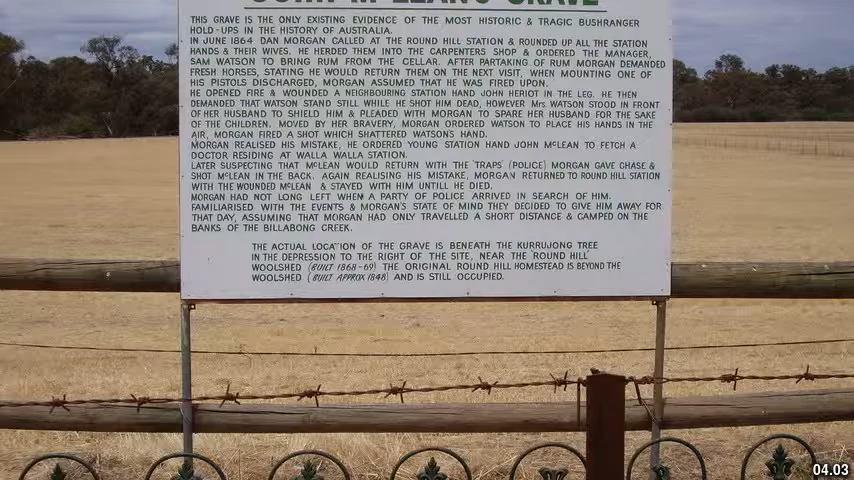 JOHN McLEAN'S GRAVE
THIS GRAVE IS THE ONLY EXISTING EVIDENCE OF THE MOST HISTORIC & TRAGIC BUSHRANGER
HOLD-UPS IN THE HISTORY OF AUSTRALIA.
IN JUNE 1864 DAN MORGAN CALLED AT THE ROUND HILL STATION & ROUNDED UP ALL THE STATION
HANDS & THEIR WIVES. HE HERDED THEM INTO THE CARPENTERS SHOP & ORDERED THE MANAGER,
SAM WATSON TO BRING RUM FROM THE CELLAR. AFTER PARTAKING OF RUM MORGAN DEMANDED
FRESH HORSES, STATING HE WOULD RETURN THEM ON THE NEXT VISIT, WHEN MOUNTING ONE OF
HIS PISTOLS DISCHARGED, MORGAN ASSUMED THAT HE WAS FIRED UPON.
HE OPENED FIRE & WOUNDED A NEIGHBOURING STATION HAND JOHN HERIOT IN THE LEG. HE THEN
DEMANDED THAT WATSON STAND STILL WHILE HE SHOT HIM DEAD, HOWEVER Mrs WATSON STOOD IN FRONT
OF HER HUSBAND TO SHIELD HIM & PLEADED WITH MORGAN TO SPARE HER HUSBAND FOR THE SAKE
OF THE CHILDREN. MOVED BY HER BRAVERY, MORGAN ORDERED WATSON TO PLACE HIS HANDS IN THE
AIR, MORGAN FIRED A SHOT WHICH SHATTERED WATSON'S HAND.
MORGAN REALISED HIS MISTAKE, HE ORDERED YOUNG STATION HAND JOHN McLEAN TO FETCH A
DOCTOR RESIDING AT WALLA WALLA STATION.
LATER SUSPECTING THAT McLEAN WOULD RETURN WITH THE 'TRAPS' (POLICE) MORGAN GAVE CHASE &
SHOT McLEAN IN THE BACK. AGAIN REALISING HIS MISTAKE, MORGAN RETURNED TO ROUND HILL STATION
WITH THE WOUNDED McLEAN & STAYED WITH HIM UNTILL HE DIED.
MORGAN HAD NOT LONG LEFT WHEN A PARTY OF POLICE ARRIVED IN SEARCH OF HIM.
FAMILIARISED WITH THE EVENTS & MORGAN'S STATE OF MIND THEY DECIDED TO GIVE HIM AWAY FOR
THAT DAY, ASSUMING THAT MORGAN HAD ONLY TRAVELLED A SHORT DISTANCE & CAMPED ON THE
BANKS OF THE BILLABONG CREEK.
THE ACTUAL LOCATION OF THE GRAVE IS BENEATH THE KURRUJONG TREE
IN THE DEPRESSION TO THE RIGHT OF THE SITE, NEAR THE 'ROUND HILL'
WOOLSHED (BUILT 1868-69) THE ORIGINAL ROUND HILL HOMESTEAD IS BEYOND THE
WOOLSHED (BUILT APPROX 1848) AND IS STILL OCCUPIED.
04.03